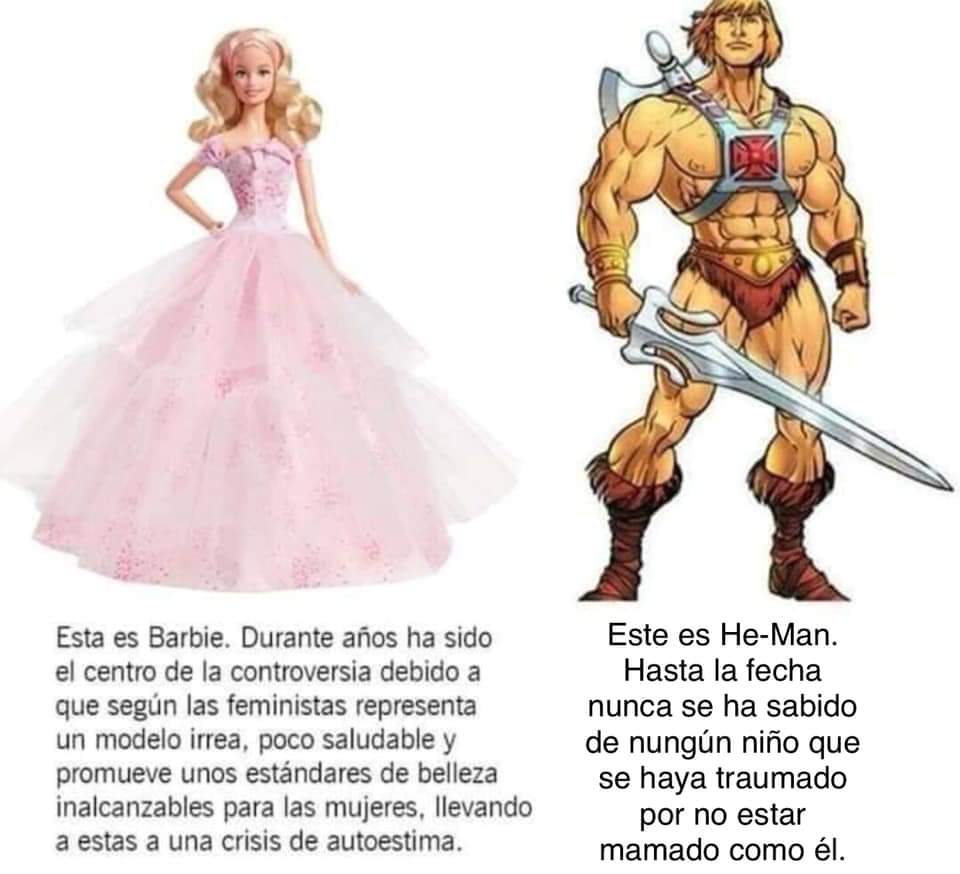 Esta es Barbie. Durante años ha sido
el centro de la controversia debido a
que según las feministas representa
un modelo irrea, poco saludable y
promueve unos estándares de belleza
inalcanzables para las mujeres, llevando
a estas a una crisis de autoestima.
Este es He-Man.
Hasta la fecha
nunca se ha sabido
de nungún niño que
se haya traumado
por no estar
mamado como él.